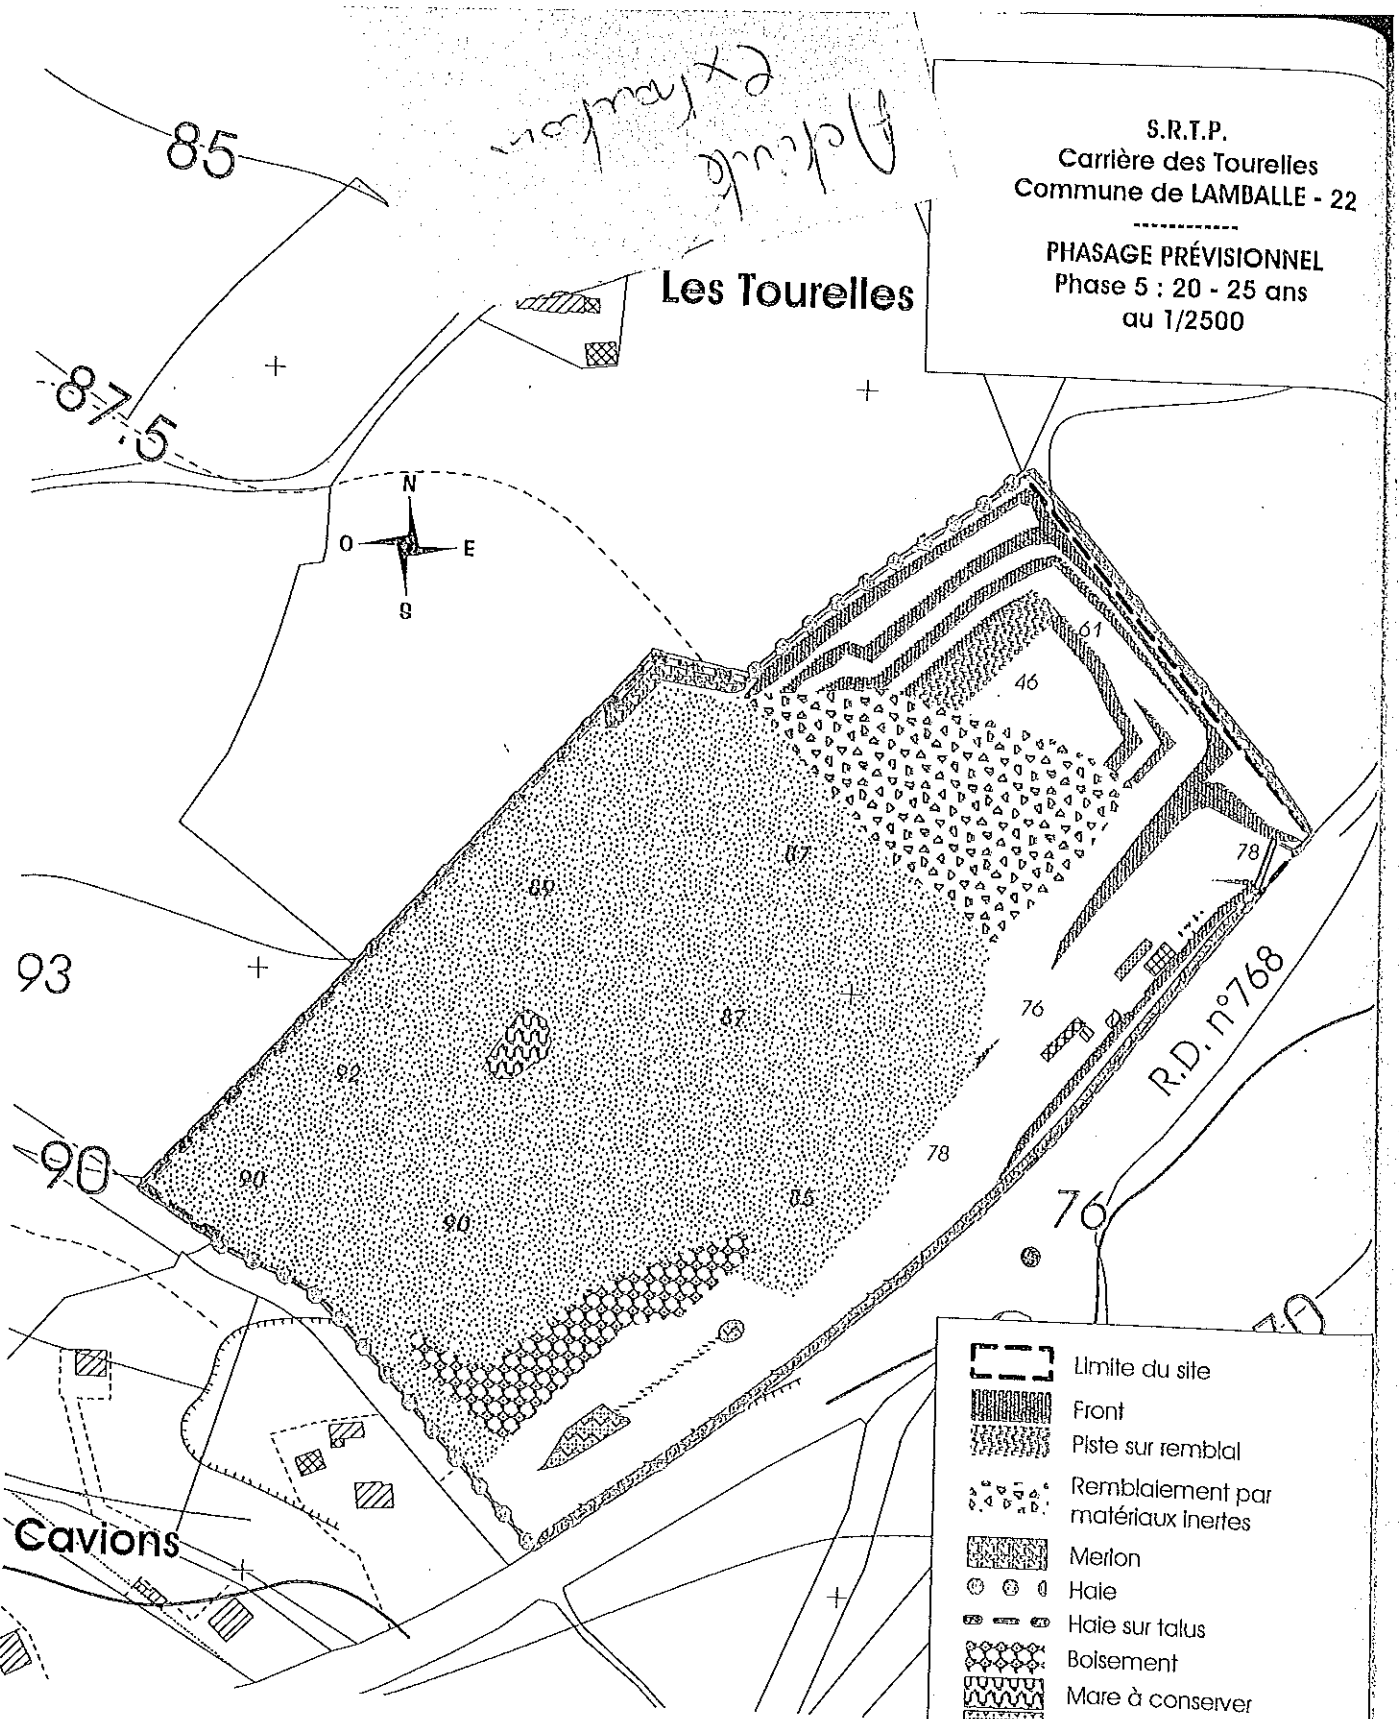 Activité
extraction
S.R.T.P.
Carrière des Tourelles
Commune de LAMBALLE - 22
------------
PHASAGE PRÉVISIONNEL
Phase 5 : 20 - 25 ans
au 1/2500
85
Les Tourelles
87,5
N
O
E
S
61
46
78
87
89
93
76
87
R.D. n°768
92
90
78
90
85
90
76
70
Cavions
Limite du site
Front
Piste sur remblai
Remblaiement par
matériaux inertes
Merlon
Haie
Haie sur talus
Boisement
Mare à conserver